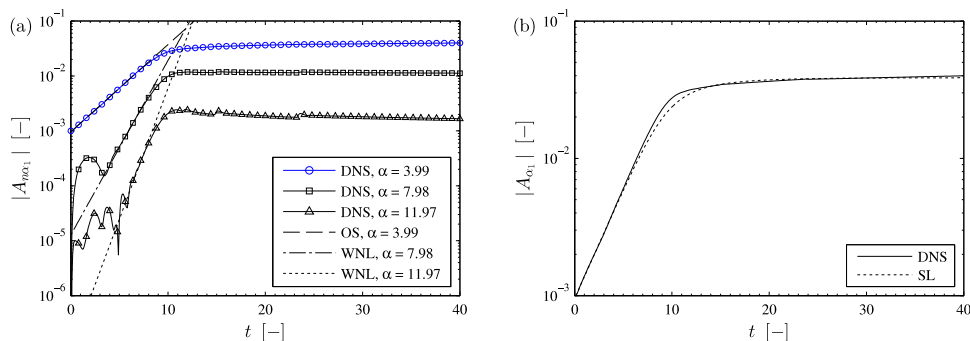 (a)
|A_{nα_1}| [−]
10^{-1}
10^{-2}
10^{-3}
10^{-4}
10^{-5}
10^{-6}
0 10 20 30 40
t [−]
DNS, α = 3.99
DNS, α = 7.98
DNS, α = 11.97
OS, α = 3.99
WNL, α = 7.98
WNL, α = 11.97
(b)
|A_{α_1}| [−]
10^{-1}
10^{-2}
10^{-3}
0 10 20 30 40
t [−]
DNS
SL